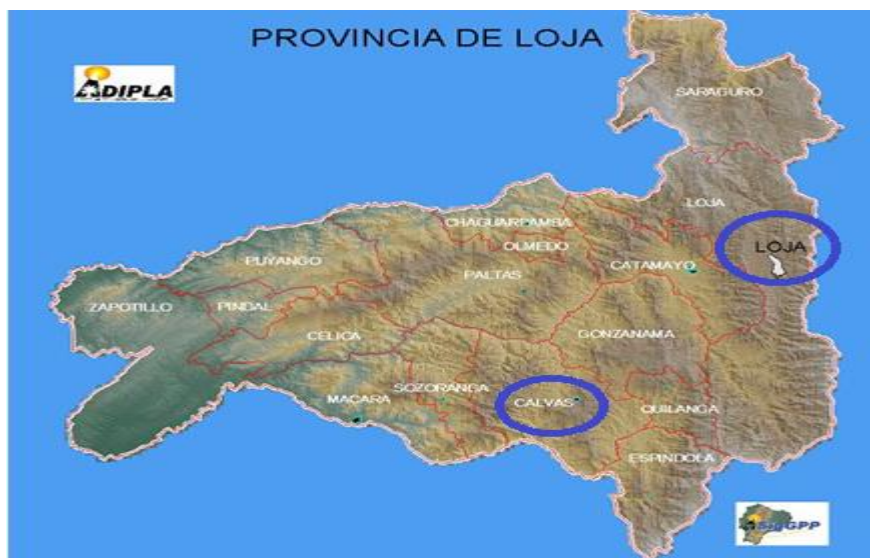 PROVINCIA DE LOJA
ADIPLA
SARAGURO
LOJA
CHAGUARPAMBA
LOJA
OLMEDO
PUYANGO
CATAMAYO
PALTAS
ZAPOTILLO
PINDAL
CELICA
GONZANAMA
SOZORANGA
MACARA
CALVAS
QUILANGA
ESPINDOLA